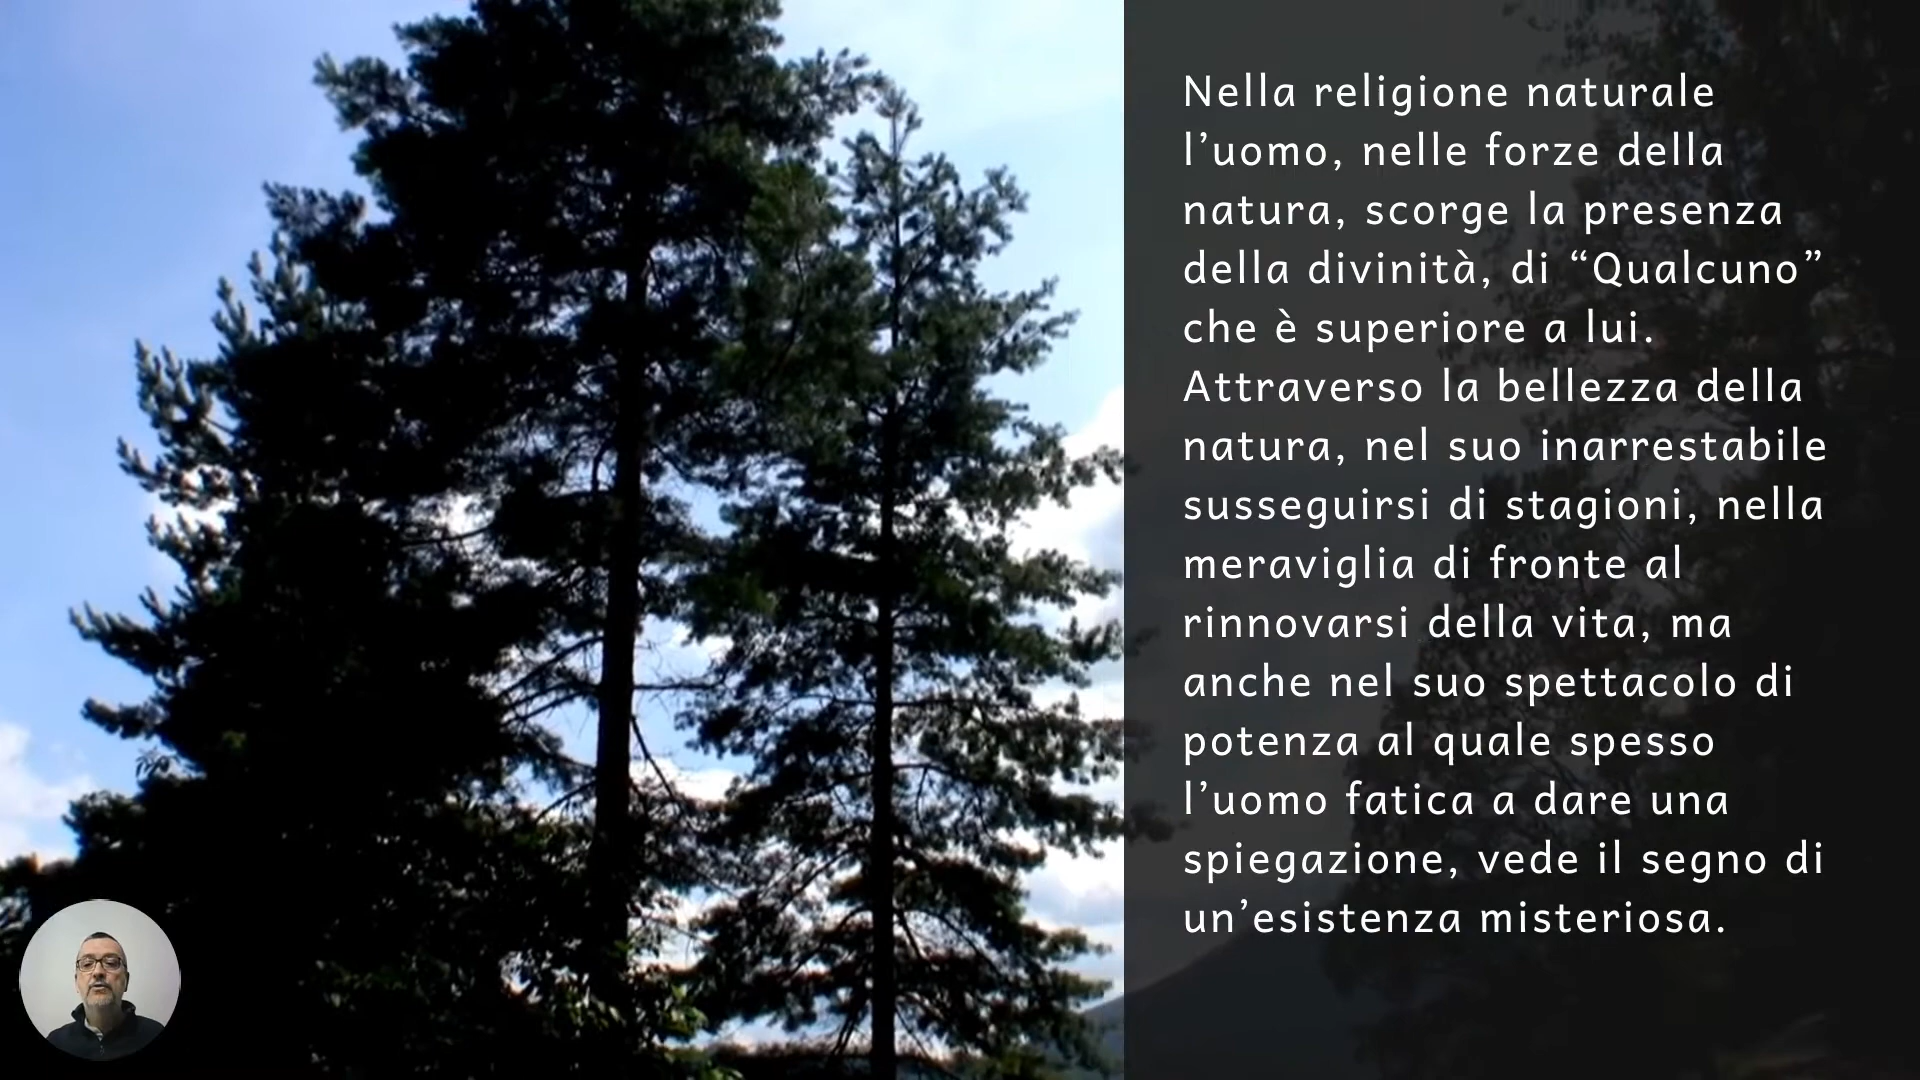 Nella religione naturale
l’uomo, nelle forze della
natura, scorge la presenza
della divinità, di “Qualcuno”
che è superiore a lui.
Attraverso la bellezza della
natura, nel suo inarrestabile
susseguirsi di stagioni, nella
meraviglia di fronte al
rinnovarsi della vita, ma
anche nel suo spettacolo di
potenza al quale spesso
l’uomo fatica a dare una
spiegazione, vede il segno di
un’esistenza misteriosa.